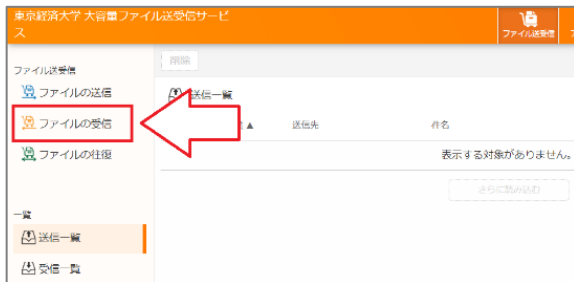 東京経済大学 大容量ファイル送受信サービ
ス
ファイル送受信
ファイル送受信
ファイルの送信
ファイルの受信
ファイルの往復
一覧
送信一覧
受信一覧
削除
送信一覧
▲ 送信先 件名
表示する対象がありません。
さらに読み込む